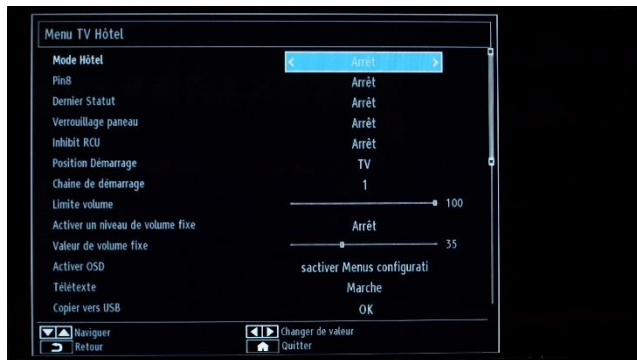 Menu TV Hôtel
Mode Hôtel < Arrêt >
Pin8 Arrêt
Dernier Statut Arrêt
Verrouillage paneau Arrêt
Inhibit RCU Arrêt
Position Démarrage TV
Chaine de démarrage 1
Limite volume 100
Activer un niveau de volume fixe Arrêt
Valeur de volume fixe 35
Activer OSD sactiver Menus configurati
Télétexte Marche
Copier vers USB OK
Naviguer Changer de valeur
Retour Quitter